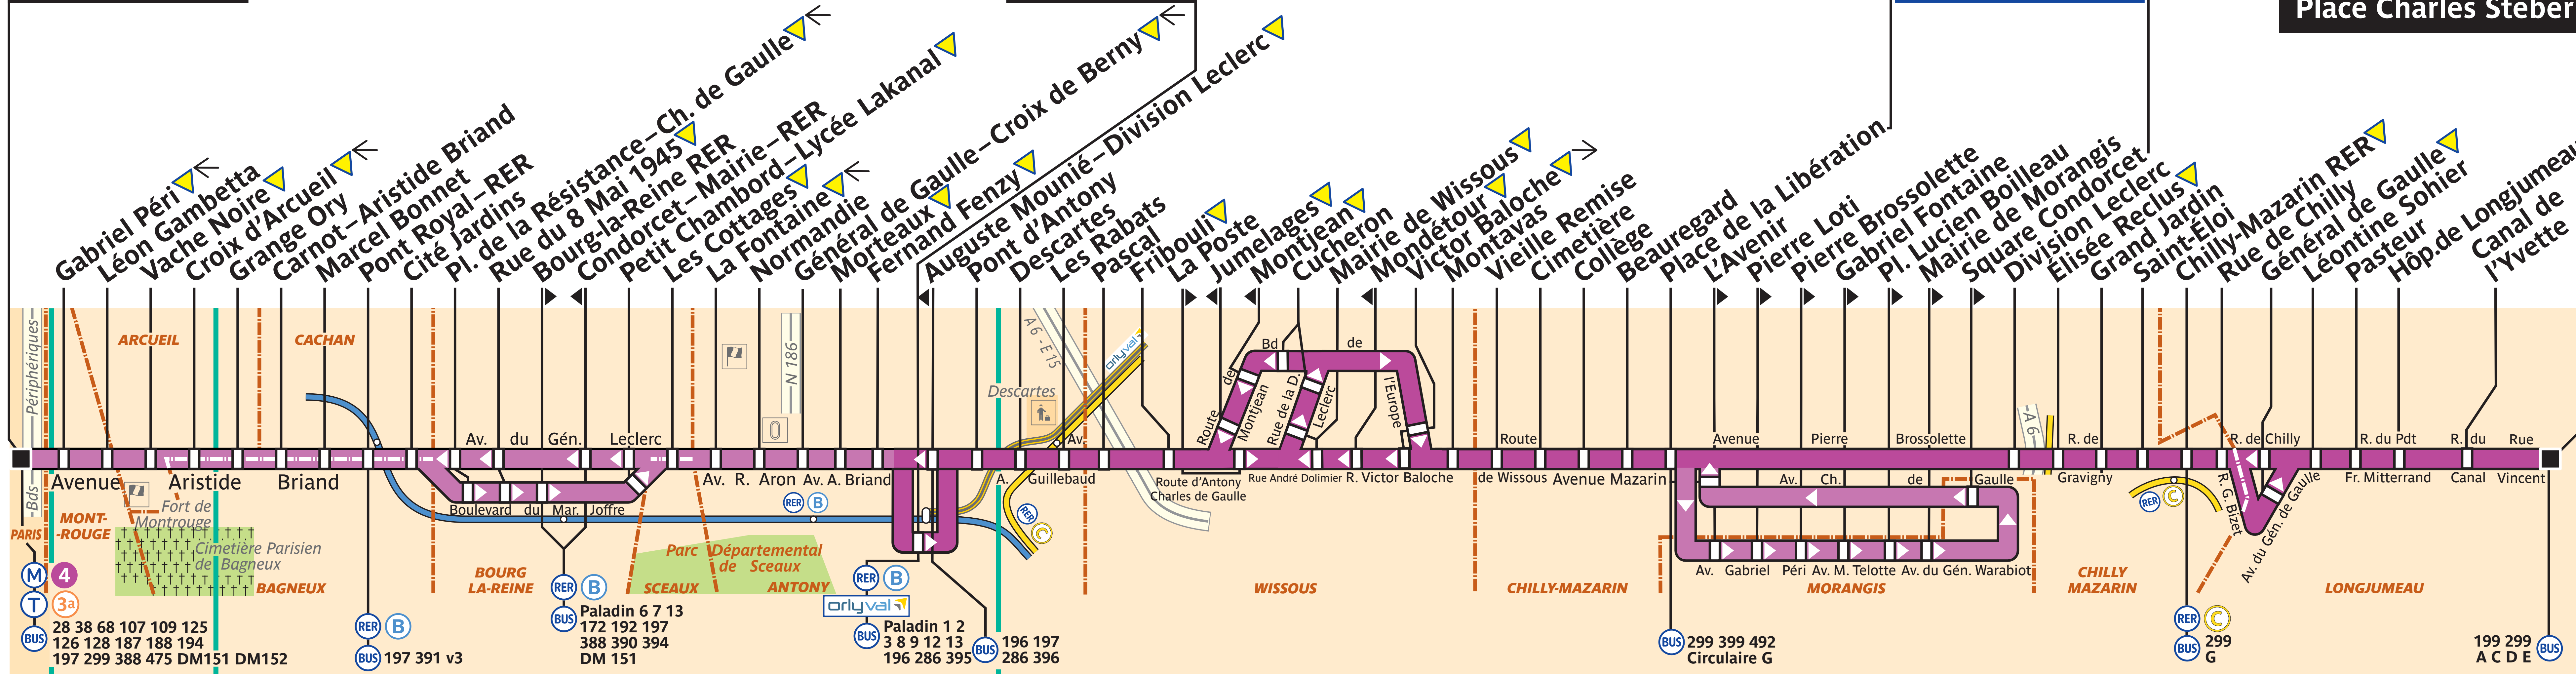 Place Charles Steber
Gabriel Péri
Léon Gambetta
Vache Noire
Croix d'Arcueil
Grange Ory
Carnot–Aristide Briand
Marcel Bonnet
Pont Royal–RER
Cité Jardins
Pl. de la Résistance–Ch. de Gaulle
Rue du 8 Mai 1945
Bourg-la-Reine RER
Condorcet–Mairie–RER
Petit Chambord–Lycée Lakanal
Les Cottages
La Fontaine
Normandie
Général de Gaulle–Croix de Berny
Morteaux
Fernand Fenzy
Auguste Mounié–Division Leclerc
Pont d'Antony
Descartes
Les Rabats
Pascal
Fribouli
La Poste
Jumelages
Montjean
Cucheron
Mairie de Wissous
Mondétour
Victor Baloche
Montavas
Vieille Remise
Cimetière
Collège
Beauregard
Place de la Libération
L'Avenir
Pierre Loti
Pierre Brossolette
Gabriel Fontaine
Pl. Lucien Boilleau
Mairie de Morangis
Square Condorcet
Division Leclerc
Élisée Reclus
Grand Jardin
Saint-Éloi
Chilly-Mazarin RER
Rue de Chilly
Général de Gaulle
Léontine Sohier
Pasteur
Hôp. de Longjumeau
Canal de
l'Yvette
Bds Périphériques
ARCUEIL
CACHAN
N 186
A 6 - E 15
orlyval
Descartes
Bd de l'Europe
Route de Montjean
Rue de la D. Leclerc
A 6
Av. du Gén. Leclerc
Av. A. Guillebaud
Route de Wissous
Avenue Pierre Brossolette
R. de Gravigny
R. de Chilly
R. du Pdt Fr. Mitterrand
R. du Canal
Rue Vincent
Avenue Aristide Briand
Av. R. Aron
Av. A. Briand
Route d'Antony
Charles de Gaulle
Rue André Dolimier
R. Victor Baloche
Avenue Mazarin
Av. Ch. de Gaulle
R. G. Bizet
Av. du Gén. de Gaulle
Boulevard du Mar. Joffre
Av. Gabriel Péri
Av. M. Telotte
Av. du Gén. Warabiot
Fort de
Montrouge
Cimetière Parisien
de Bagneux
Parc Départemental
de Sceaux
PARIS
MONT-
-ROUGE
BAGNEUX
BOURG
LA-REINE
SCEAUX
ANTONY
WISSOUS
CHILLY-MAZARIN
MORANGIS
CHILLY
MAZARIN
LONGJUMEAU
RER B
RER C
RER C
M 4
T 3a
BUS 28 38 68 107 109 125
126 128 187 188 194
197 299 388 475 DM151 DM152
RER B
BUS 197 391 v3
RER B
BUS Paladin 6 7 13
172 192 197
388 390 394
DM 151
RER B
orlyval
BUS Paladin 1 2
3 8 9 12 13
196 286 395
BUS 196 197
286 396
BUS 299 399 492
Circulaire G
RER C
BUS 299
G
199 299
A C D E BUS